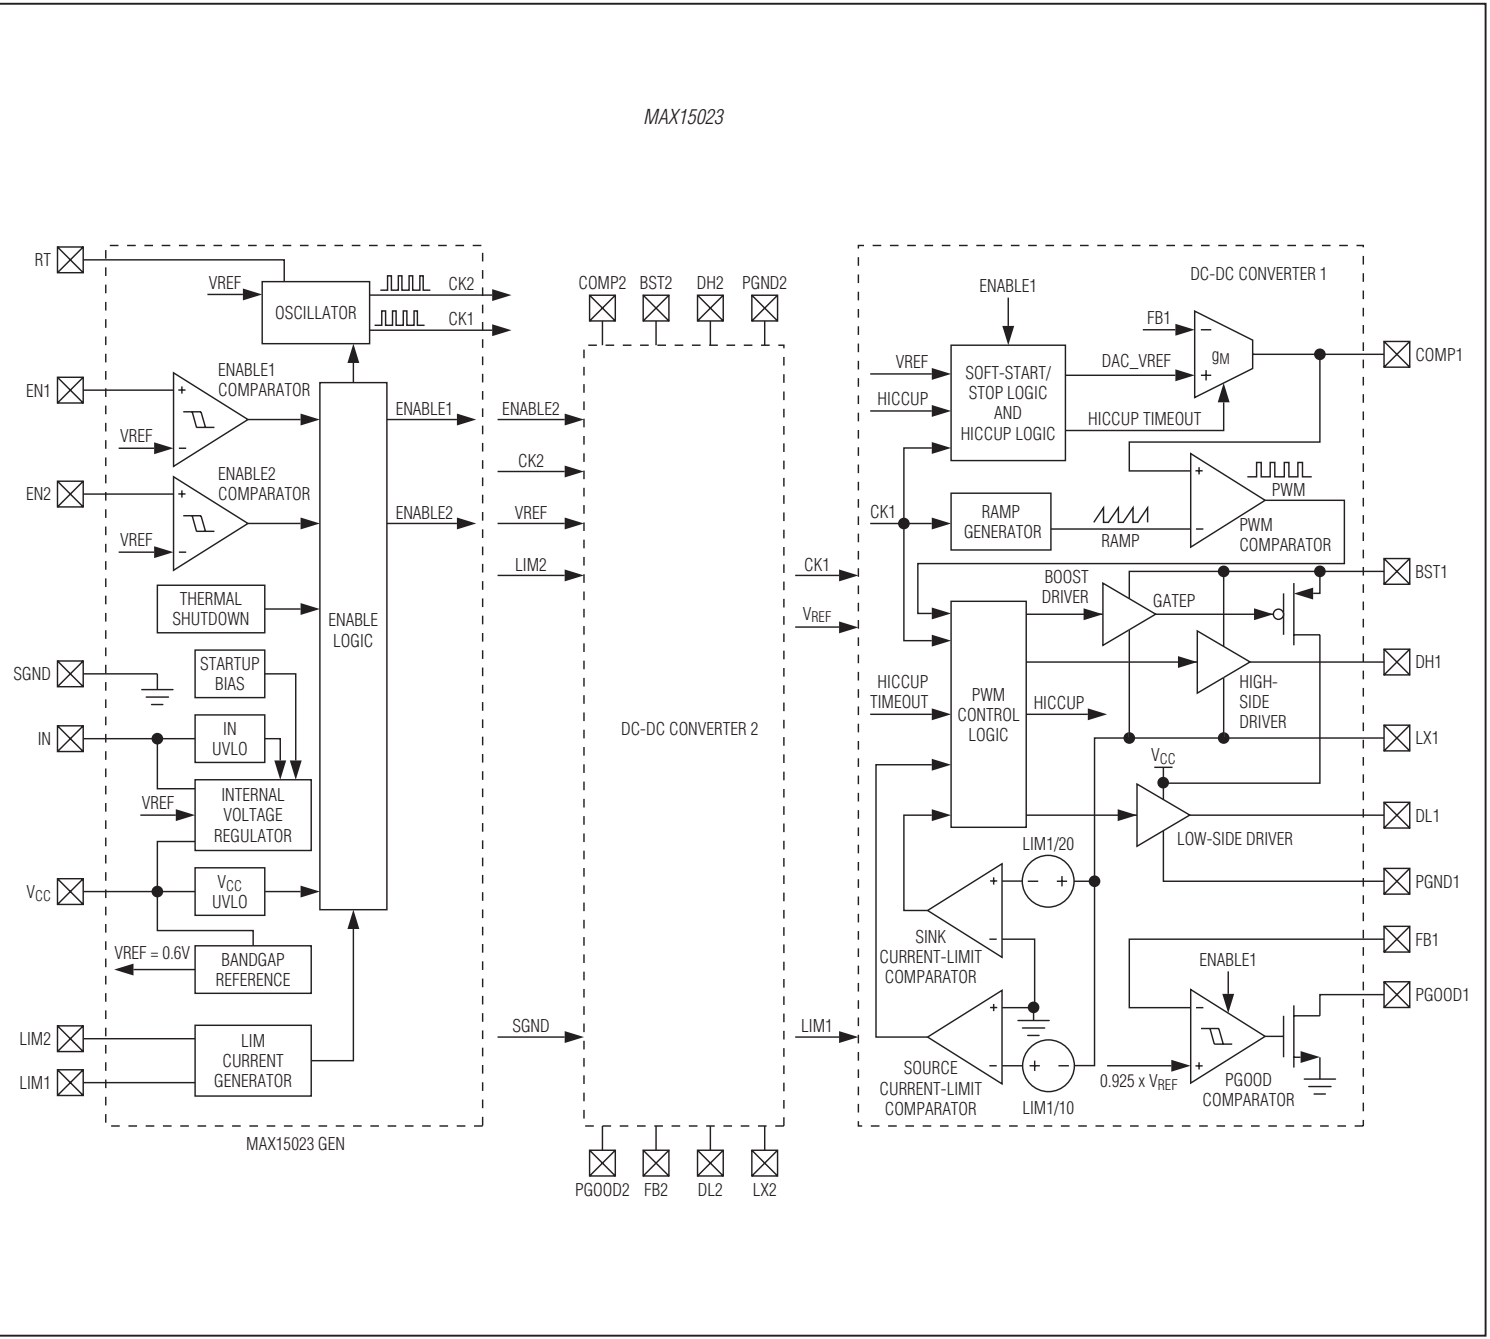 MAX15023
RT
VREF
OSCILLATOR
CK2
CK1
EN1
ENABLE1
COMPARATOR
VREF
ENABLE1
EN2
ENABLE2
COMPARATOR
VREF
ENABLE2
THERMAL
SHUTDOWN
ENABLE
LOGIC
SGND
STARTUP
BIAS
IN
IN
UVLO
VREF
INTERNAL
VOLTAGE
REGULATOR
VCC
VCC
UVLO
VREF = 0.6V
BANDGAP
REFERENCE
LIM2
LIM1
LIM
CURRENT
GENERATOR
MAX15023 GEN
COMP2
BST2
DH2
PGND2
ENABLE2
CK2
VREF
LIM2
DC-DC CONVERTER 2
SGND
PGOOD2
FB2
DL2
LX2
CK1
VREF
LIM1
DC-DC CONVERTER 1
ENABLE1
FB1
−
gM
+
COMP1
VREF
HICCUP
SOFT-START/
STOP LOGIC
AND
HICCUP LOGIC
DAC_VREF
HICCUP TIMEOUT
CK1
RAMP
GENERATOR
RAMP
+
−
PWM
PWM
COMPARATOR
BST1
BOOST
DRIVER
GATEP
DH1
HIGH-
SIDE
DRIVER
HICCUP
TIMEOUT
PWM
CONTROL
LOGIC
HICCUP
LX1
VCC
DL1
LOW-SIDE DRIVER
LIM1/20
+
−
− +
PGND1
SINK
CURRENT-LIMIT
COMPARATOR
FB1
ENABLE1
PGOOD1
+
−
+ −
SOURCE
CURRENT-LIMIT
COMPARATOR
LIM1/10
−
+
0.925 x VREF
PGOOD
COMPARATOR
+
−
+
−